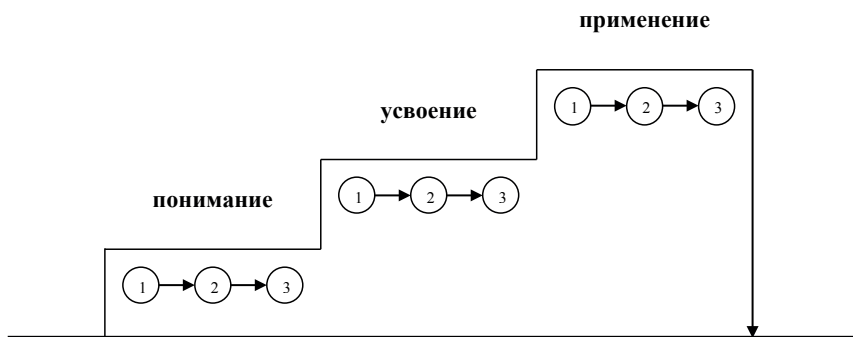 применение
1 2 3
усвоение
1 2 3
понимание
1 2 3